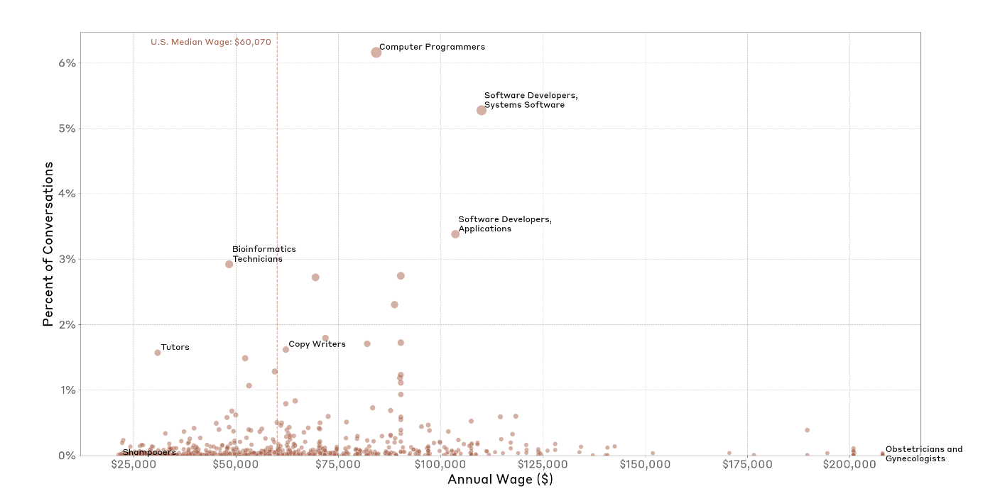 U.S. Median Wage: $60,070
Computer Programmers
6%
Software Developers,
Systems Software
5%
4%
Software Developers,
Applications
Bioinformatics
Technicians
3%
2%
Copy Writers
Tutors
1%
Shampooers
Obstetricians and
Gynecologists
0%
$25,000 $50,000 $75,000 $100,000 $125,000 $150,000 $175,000 $200,000
Annual Wage ($)
Percent of Conversations